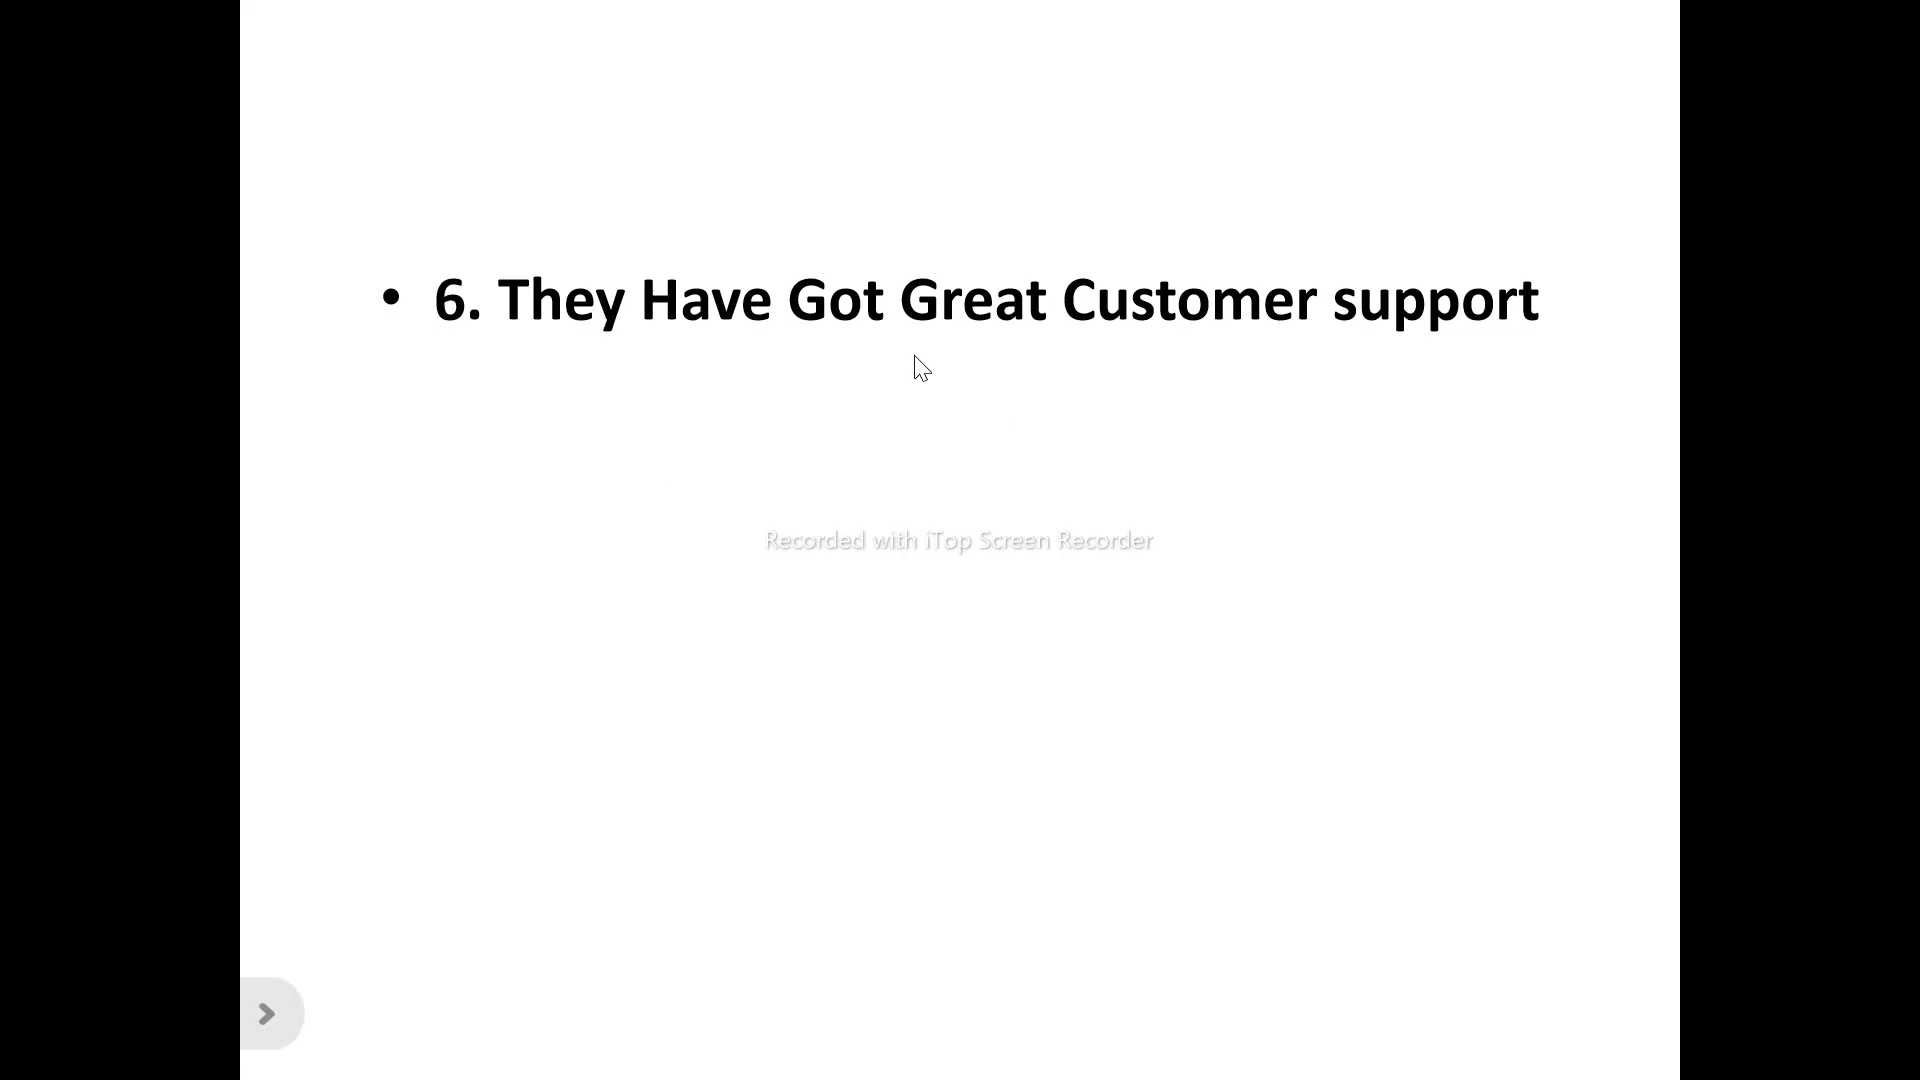 • 6. They Have Got Great Customer support
Recorded with iTop Screen Recorder